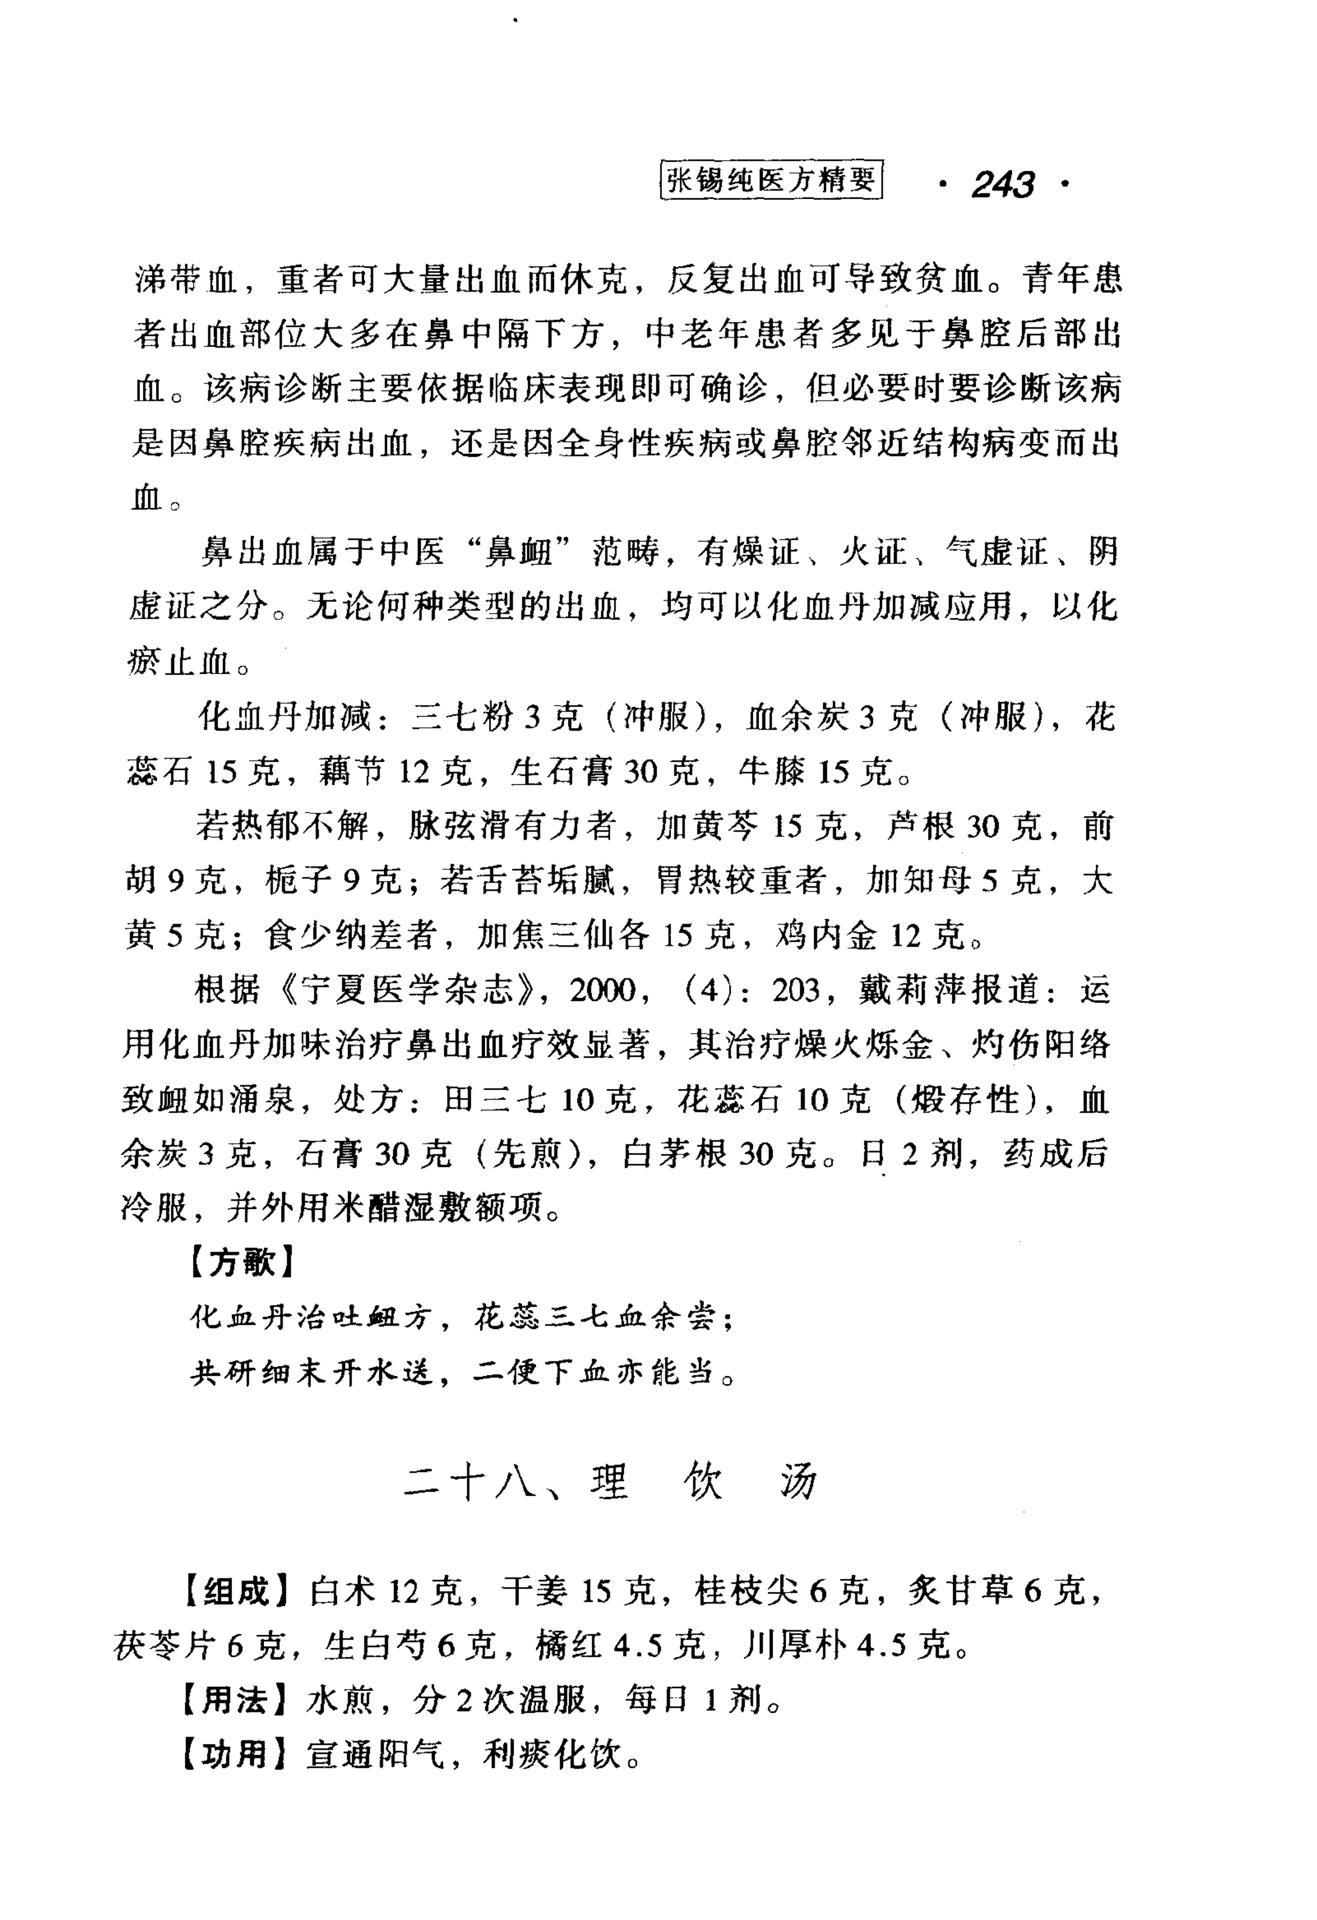 张锡纯医方精要 · 243 ·
涕带血，重者可大量出血而休克，反复出血可导致贫血。青年患
者出血部位大多在鼻中隔下方，中老年患者多见于鼻腔后部出
血。该病诊断主要依据临床表现即可确诊，但必要时要诊断该病
是因鼻腔疾病出血，还是因全身性疾病或鼻腔邻近结构病变而出
血。
鼻出血属于中医“鼻衄”范畴，有燥证、火证、气虚证、阴
虚证之分。无论何种类型的出血，均可以化血丹加减应用，以化
瘀止血。
化血丹加减：三七粉 3 克（冲服），血余炭 3 克（冲服），花
蕊石 15 克，藕节 12 克，生石膏 30 克，牛膝 15 克。
若热郁不解，脉弦滑有力者，加黄芩 15 克，芦根 30 克，前
胡 9 克，栀子 9 克；若舌苔垢腻，胃热较重者，加知母 5 克，大
黄 5 克；食少纳差者，加焦三仙各 15 克，鸡内金 12 克。
根据《宁夏医学杂志》，2000，（4）：203，戴莉萍报道：运
用化血丹加味治疗鼻出血疗效显著，其治疗燥火烁金、灼伤阳络
致衄如涌泉，处方：田三七 10 克，花蕊石 10 克（煅存性），血
余炭 3 克，石膏 30 克（先煎），白茅根 30 克。日 2 剂，药成后
冷服，并外用米醋湿敷额项。
【方歌】
化血丹治吐衄方，花蕊三七血余尝；
共研细末开水送，二便下血亦能当。
二十八、理 饮 汤
【组成】白术 12 克，干姜 15 克，桂枝尖 6 克，炙甘草 6 克，
茯苓片 6 克，生白芍 6 克，橘红 4.5 克，川厚朴 4.5 克。
【用法】水煎，分 2 次温服，每日 1 剂。
【功用】宣通阳气，利痰化饮。